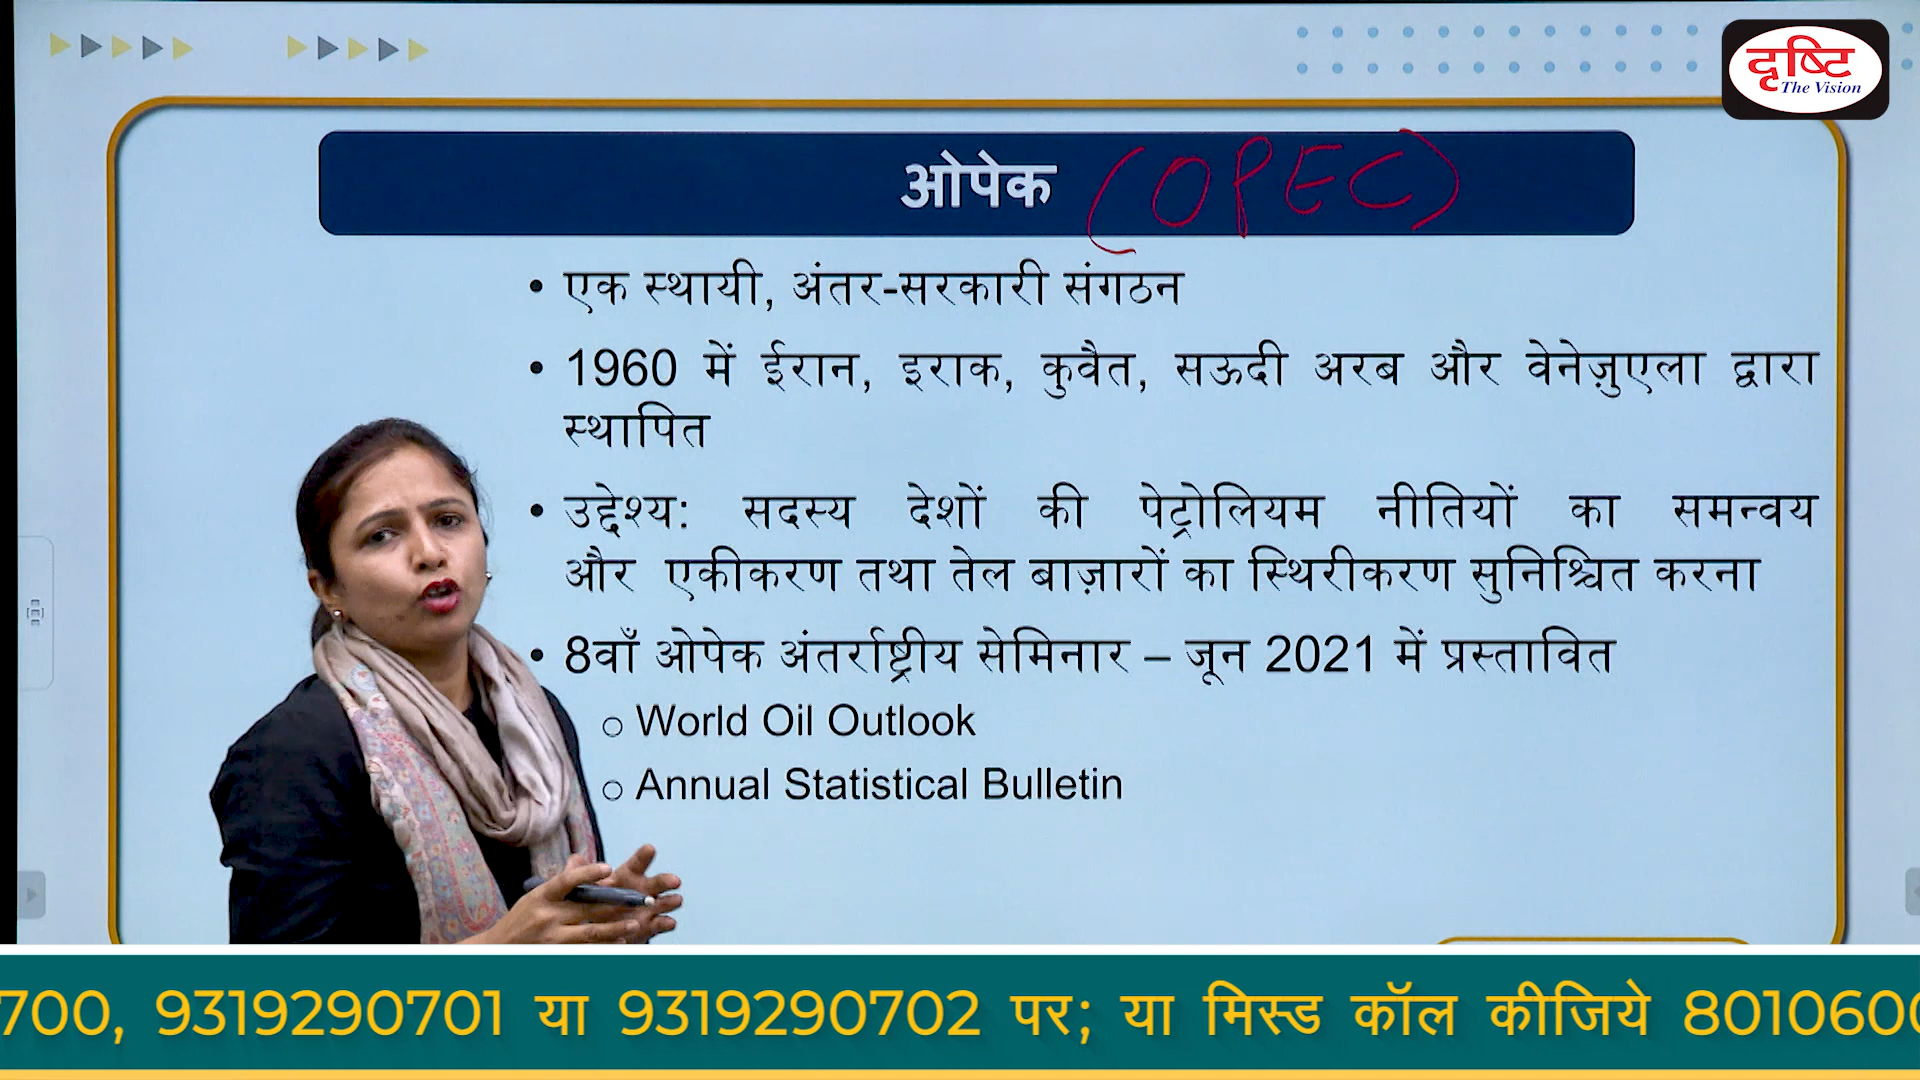 दृष्टि
The Vision
ओपेक (OPEC)
• एक स्थायी, अंतर-सरकारी संगठन
• 1960 में ईरान, इराक, कुवैत, सऊदी अरब और वेनेज़ुएला द्वारा
स्थापित
• उद्देश्य: सदस्य देशों की पेट्रोलियम नीतियों का समन्वय
और एकीकरण तथा तेल बाज़ारों का स्थिरीकरण सुनिश्चित करना
• 8वाँ ओपेक अंतर्राष्ट्रीय सेमिनार – जून 2021 में प्रस्तावित
○ World Oil Outlook
○ Annual Statistical Bulletin
700, 9319290701 या 9319290702 पर; या मिस्ड कॉल कीजिये 8010600